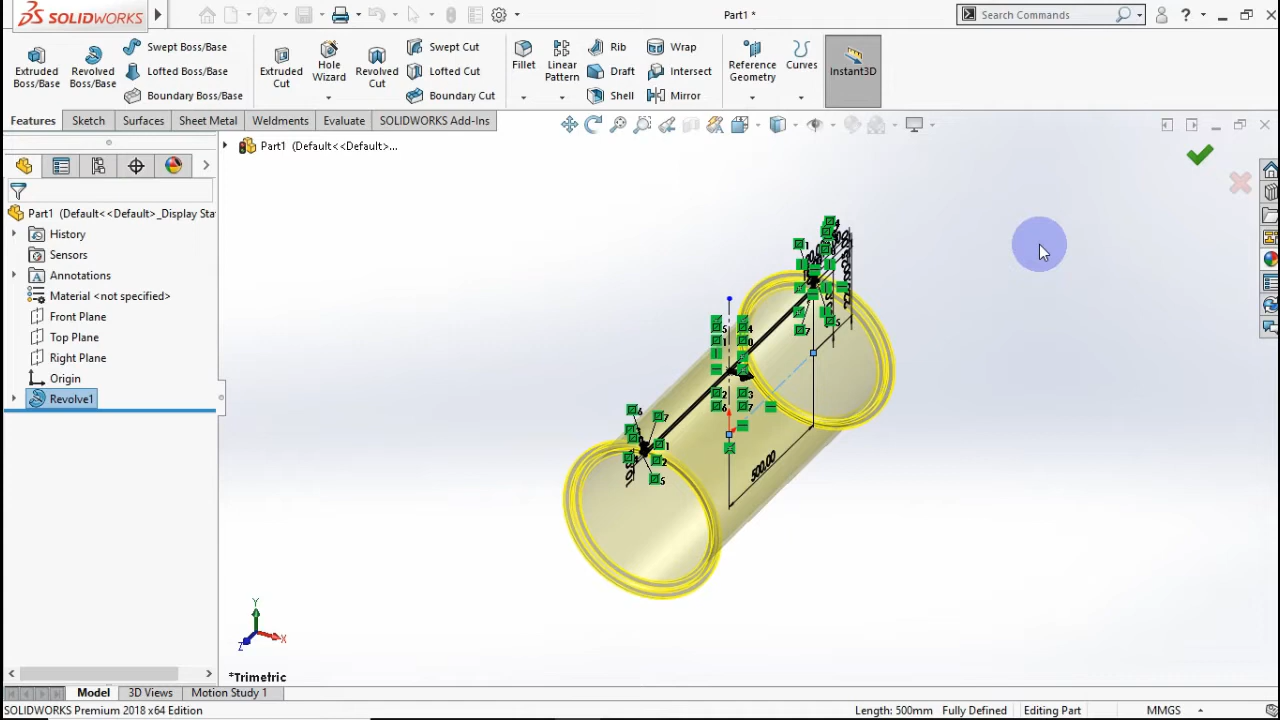 SOLIDWORKS
Part1 *
Search Commands
Extruded Boss/Base
Revolved Boss/Base
Swept Boss/Base
Lofted Boss/Base
Boundary Boss/Base
Extruded Cut
Hole Wizard
Revolved Cut
Swept Cut
Lofted Cut
Boundary Cut
Fillet
Linear Pattern
Rib
Draft
Shell
Wrap
Intersect
Mirror
Reference Geometry
Curves
Instant3D
Features
Sketch
Surfaces
Sheet Metal
Weldments
Evaluate
SOLIDWORKS Add-Ins
Part1 (Default<<Default>...
Part1 (Default<<Default>_Display Sta
History
Sensors
Annotations
Material <not specified>
Front Plane
Top Plane
Right Plane
Origin
Revolve1
500.00
Y
X
Z
*Trimetric
Model
3D Views
Motion Study 1
SOLIDWORKS Premium 2018 x64 Edition
Length: 500mm
Fully Defined
Editing Part
MMGS